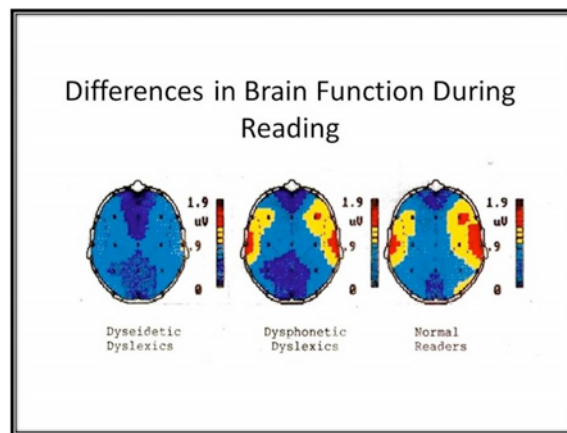 Differences in Brain Function During
Reading
1.9
uV
.9
0
1.9
uV
.9
0
1.9
uV
.9
0
Dyseidetic
Dyslexics
Dysphonetic
Dyslexics
Normal
Readers